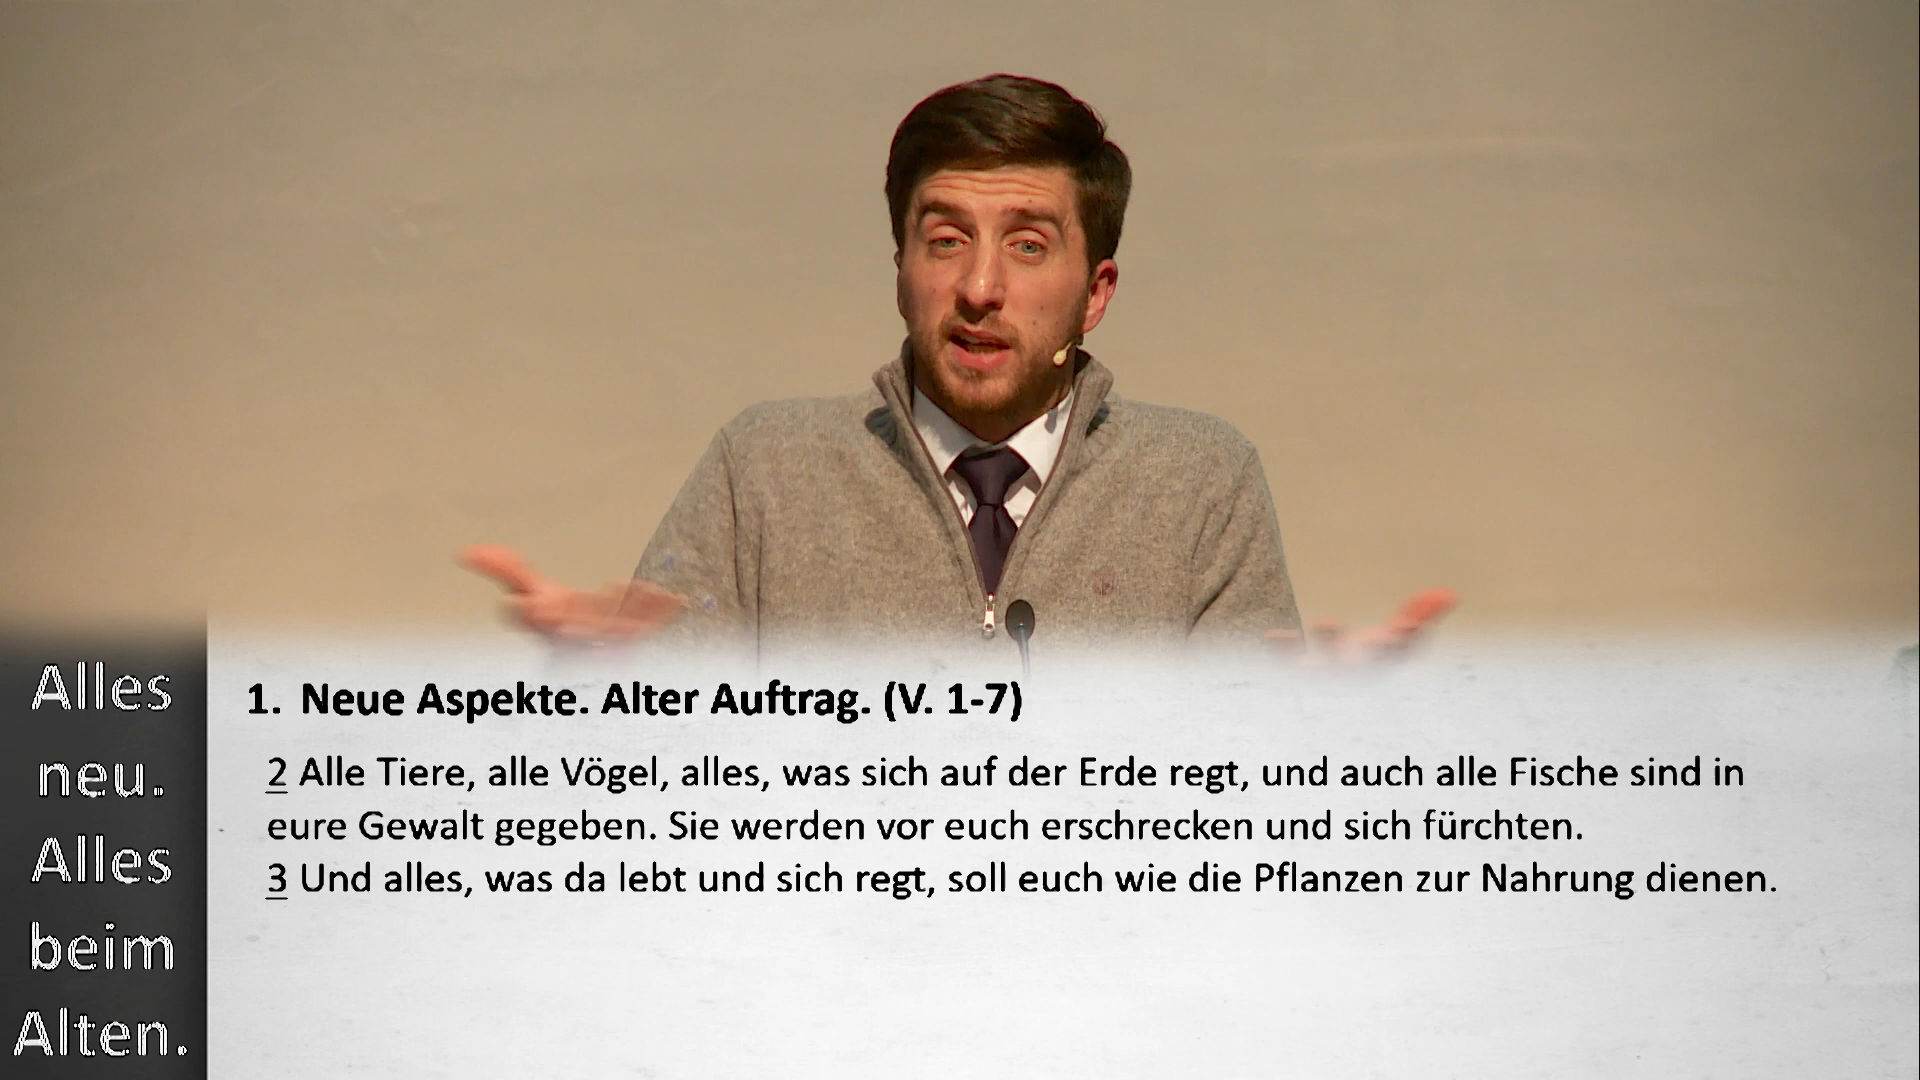 Alles
neu.
Alles
beim
Alten.
1. Neue Aspekte. Alter Auftrag. (V. 1-7)
2 Alle Tiere, alle Vögel, alles, was sich auf der Erde regt, und auch alle Fische sind in
eure Gewalt gegeben. Sie werden vor euch erschrecken und sich fürchten.
3 Und alles, was da lebt und sich regt, soll euch wie die Pflanzen zur Nahrung dienen.